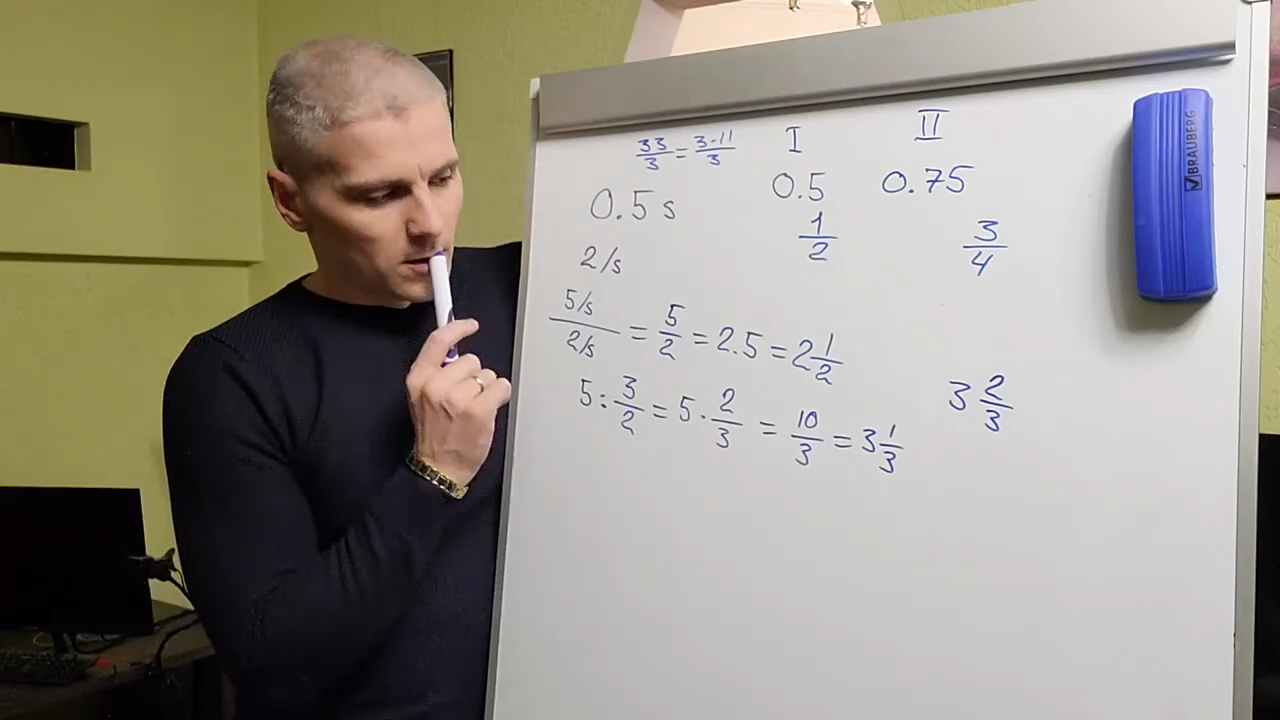 33/3 = 3·11/3
I II
0.5 s 0.5 0.75
2/s 1/2 3/4
5/s / 2/s = 5/2 = 2.5 = 2 1/2
5 : 3/2 = 5 · 2/3 = 10/3 = 3 1/3
3 2/3
BRAUBERG